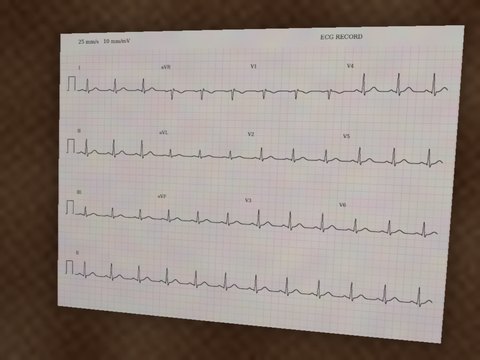 25 mm/s 10 mm/mV ECG RECORD
I aVR V1 V4
II aVL V2 V5
III aVF V3 V6
II